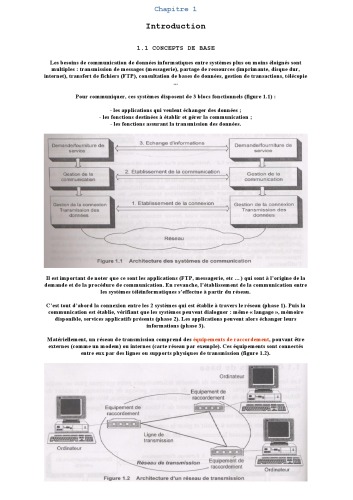 Chapitre 1
Introduction
1.1 CONCEPTS DE BASE
Les besoins de communication de données informatiques entre systèmes plus ou moins éloignés sont
multiples : transmission de messages (messagerie), partage de ressources (imprimante, disque dur,
internet), transfert de fichiers (FTP), consultation de bases de données, gestion de transactions, télécopie
...
Pour communiquer, ces systèmes disposent de 3 blocs fonctionnels (figure 1.1) :
- les applications qui veulent échanger des données ;
- les fonctions destinées à établir et gérer la communication ;
- les fonctions assurant la transmission des données.
Demande/fourniture de
service
3. Echange d'informations
Demande/fourniture de
service
Gestion de la
communication
2. Etablissement de la communication
Gestion de la
communication
Gestion de la connexion
Transmission des
données
1. Etablissement de la connexion
Gestion de la connexion
Transmission des
données
Réseau
Figure 1.1 Architecture des systèmes de communication
Il est important de noter que ce sont les applications (FTP, messagerie, etc ... ) qui sont à l'origine de la
demande et de la procédure de communication. En revanche, l'établissement de la communication entre
les systèmes téléinformatiques s'effectue à partir du réseau.
C'est tout d'abord la connexion entre les 2 systèmes qui est établie à travers le réseau (phase 1). Puis la
communication est établie, vérifiant que les systèmes peuvent dialoguer : même « langage », mémoire
disponible, services applicatifs présents (phase 2). Les applications peuvent alors échanger leurs
informations (phase 3).
Matériellement, un réseau de transmission comprend des équipements de raccordement, pouvant être
externes (comme un modem) ou internes (carte réseau par exemple). Ces équipements sont connectés
entre eux par des lignes ou supports physiques de transmission (figure 1.2).
Ordinateur
Equipement de
raccordement
Equipement de
raccordement
Ligne de
transmission
Ordinateur
Réseau de transmission
Equipement de
raccordement
Ordinateur
Figure 1.2 Architecture d'un réseau de transmission